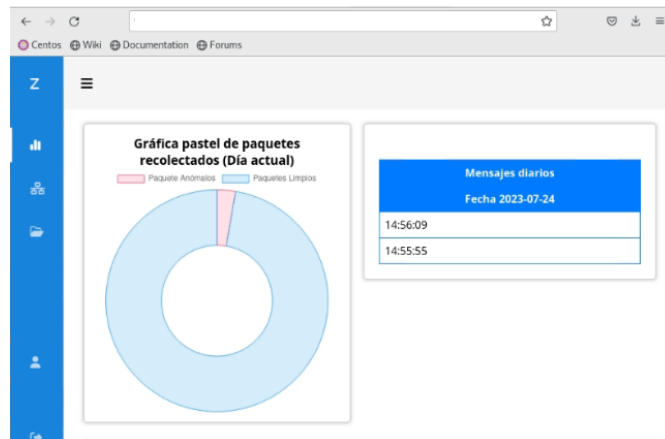 Centos Wiki Documentation Forums
Z
Gráfica pastel de paquetes
recolectados (Día actual)
Paquete Anómalos Paquetes Limpios
Mensajes diarios
Fecha 2023-07-24
14:56:09
14:55:55